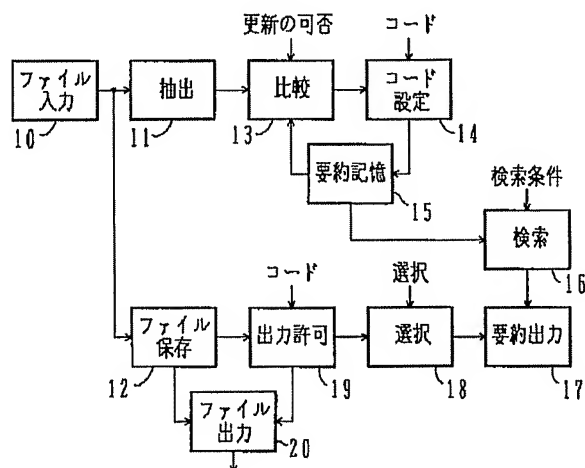 更新の可否
コード
ファイル
入力
抽出
比較
コード
設定
10
11
13
14
要約記憶
15
検索条件
検索
16
コード
選択
ファイル
保存
出力許可
選択
要約出力
12
19
18
17
ファイル
出力
20